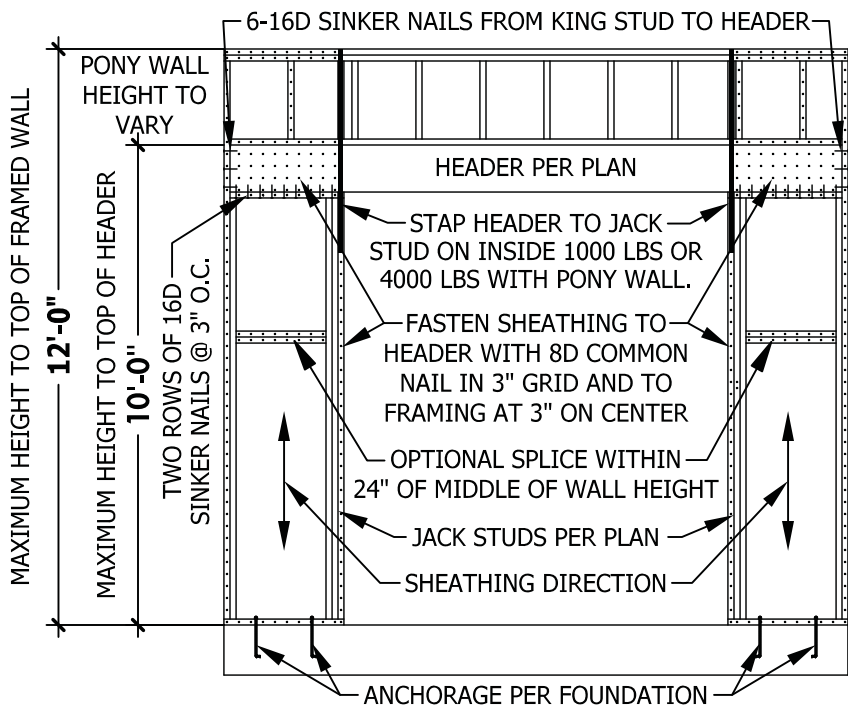 6-16D SINKER NAILS FROM KING STUD TO HEADER
PONY WALL
HEIGHT TO
VARY
MAXIMUM HEIGHT TO TOP OF FRAMED WALL
12'-0"
MAXIMUM HEIGHT TO TOP OF HEADER
10'-0"
TWO ROWS OF 16D
SINKER NAILS @ 3" O.C.
HEADER PER PLAN
STAP HEADER TO JACK
STUD ON INSIDE 1000 LBS OR
4000 LBS WITH PONY WALL.
FASTEN SHEATHING TO
HEADER WITH 8D COMMON
NAIL IN 3" GRID AND TO
FRAMING AT 3" ON CENTER
OPTIONAL SPLICE WITHIN
24" OF MIDDLE OF WALL HEIGHT
JACK STUDS PER PLAN
SHEATHING DIRECTION
ANCHORAGE PER FOUNDATION